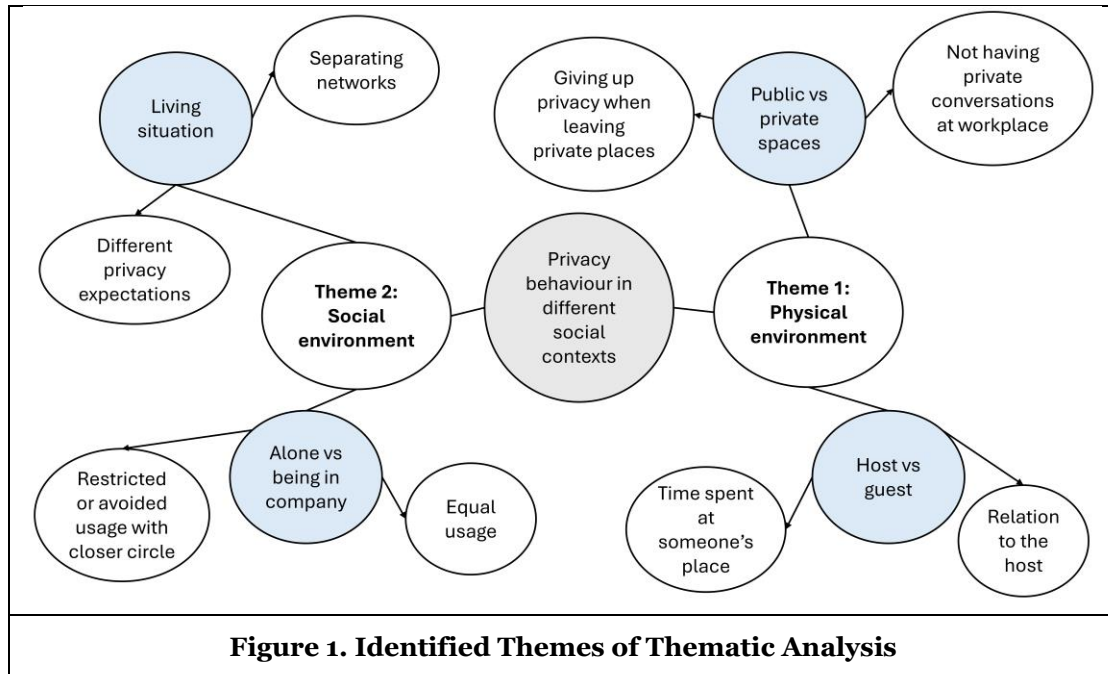 Living
situation
Separating
networks
Giving up
privacy when
leaving
private places
Public vs
private
spaces
Not having
private
conversations
at workplace
Different
privacy
expectations
Theme 2:
Social
environment
Privacy
behaviour in
different
social
contexts
Theme 1:
Physical
environment
Restricted
or avoided
usage with
closer circle
Alone vs
being in
company
Equal
usage
Time spent
at
someone’s
place
Host vs
guest
Relation
to the
host
Figure 1. Identified Themes of Thematic Analysis